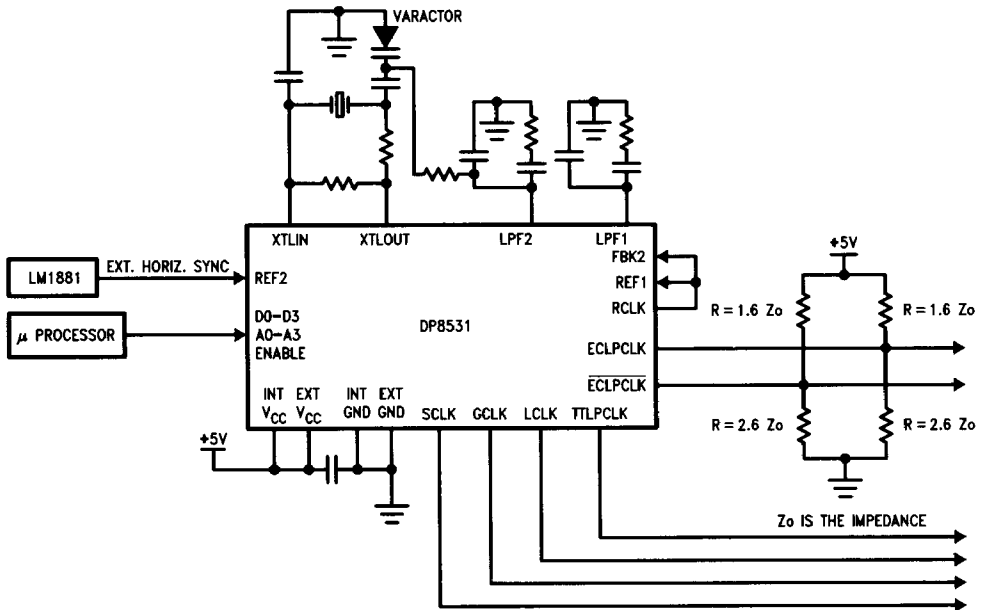 VARACTOR
XTLIN XTLOUT LPF2 LPF1
FBK2
+5V
LM1881 EXT. HORIZ. SYNC REF2
REF1
RCLK
R = 1.6 Zo R = 1.6 Zo
D0-D3
μ PROCESSOR A0-A3
ENABLE
DP8531
ECLPCLK
ECLPCLK
INT EXT INT EXT
VCC VCC GND GND
SCLK GCLK LCLK TTLPCLK
R = 2.6 Zo R = 2.6 Zo
+5V
Zo IS THE IMPEDANCE